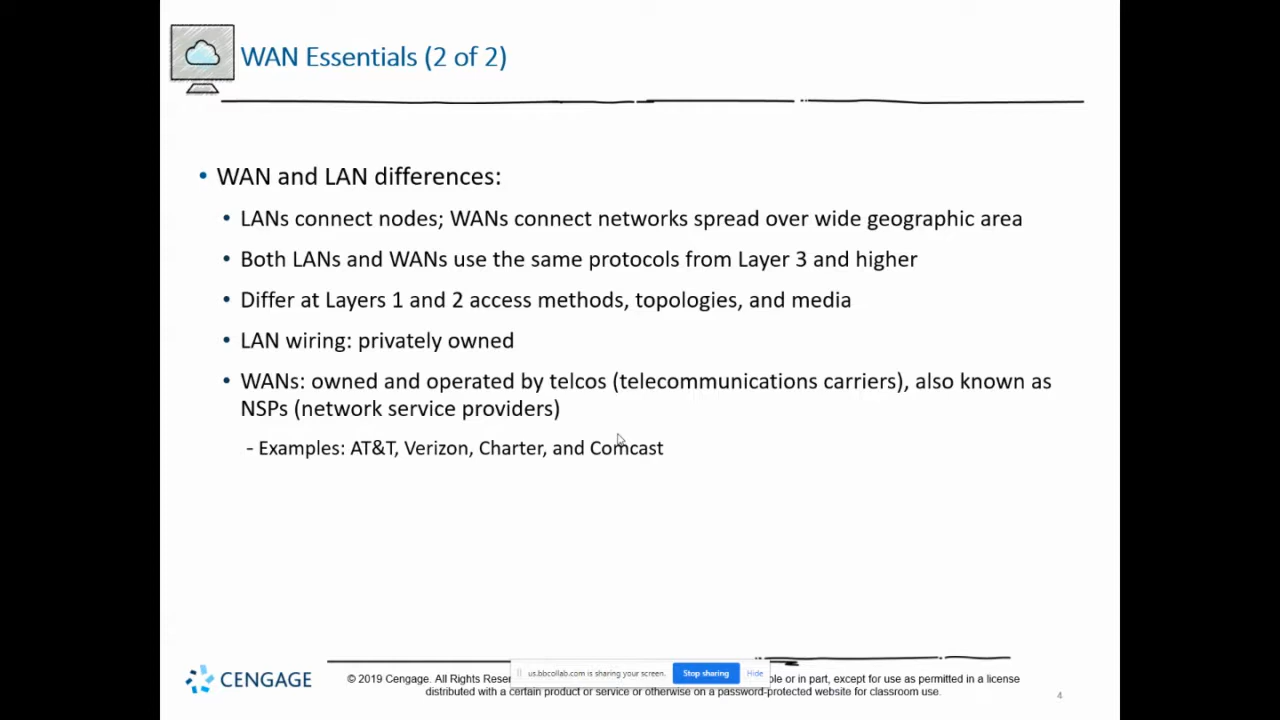 WAN Essentials (2 of 2)
• WAN and LAN differences:
• LANs connect nodes; WANs connect networks spread over wide geographic area
• Both LANs and WANs use the same protocols from Layer 3 and higher
• Differ at Layers 1 and 2 access methods, topologies, and media
• LAN wiring: privately owned
• WANs: owned and operated by telcos (telecommunications carriers), also known as
NSPs (network service providers)
- Examples: AT&T, Verizon, Charter, and Comcast
CENGAGE
© 2019 Cengage. All Rights
us.bbcollab.com is sharing your screen. Stop sharing Hide
or in part, except for use as permitted in a license
distributed with a certain product or service or otherwise on a password-protected website for classroom use.
4